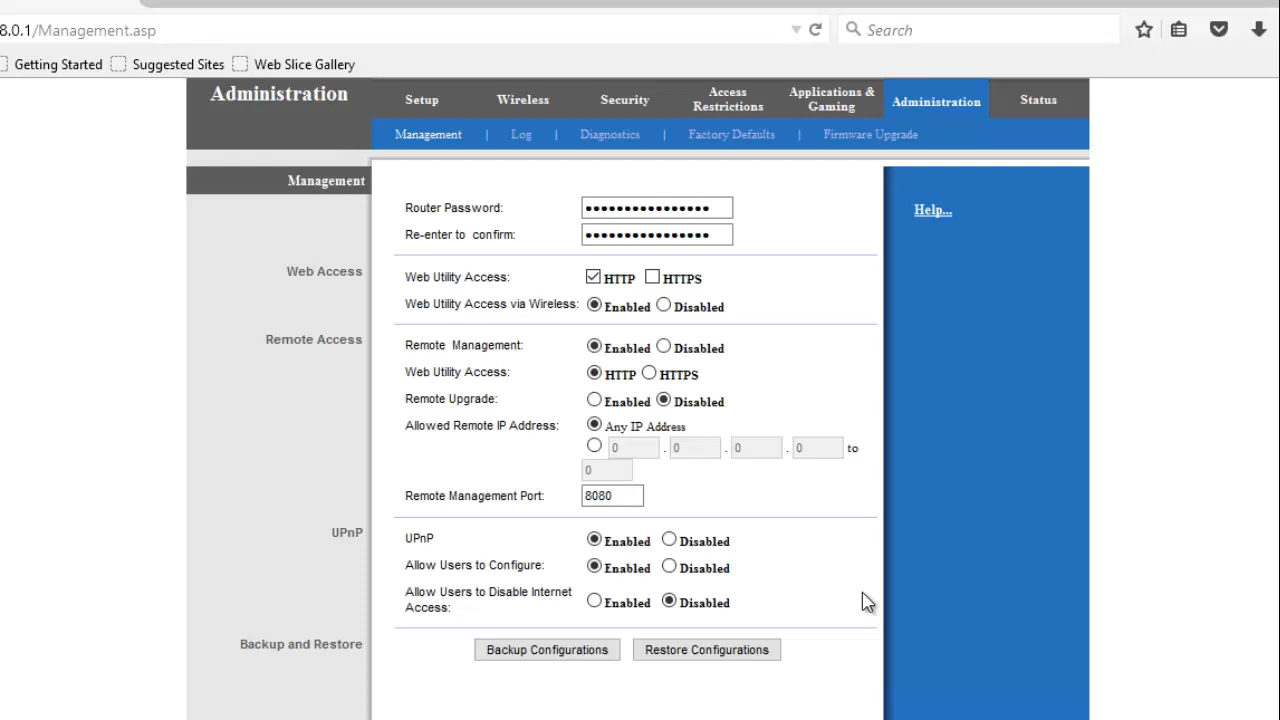 8.0.1/Management.asp
Search
Getting Started Suggested Sites Web Slice Gallery
Administration
Setup Wireless Security Access Restrictions Applications & Gaming Administration Status
Management | Log | Diagnostics | Factory Defaults | Firmware Upgrade
Management
Help...
Router Password: ••••••••••••••••
Re-enter to confirm: ••••••••••••••••
Web Access
Web Utility Access: HTTP HTTPS
Web Utility Access via Wireless: Enabled Disabled
Remote Access
Remote Management: Enabled Disabled
Web Utility Access: HTTP HTTPS
Remote Upgrade: Enabled Disabled
Allowed Remote IP Address: Any IP Address
0 . 0 . 0 . 0 to
0
Remote Management Port: 8080
UPnP
UPnP Enabled Disabled
Allow Users to Configure: Enabled Disabled
Allow Users to Disable Internet
Access: Enabled Disabled
Backup and Restore
Backup Configurations Restore Configurations